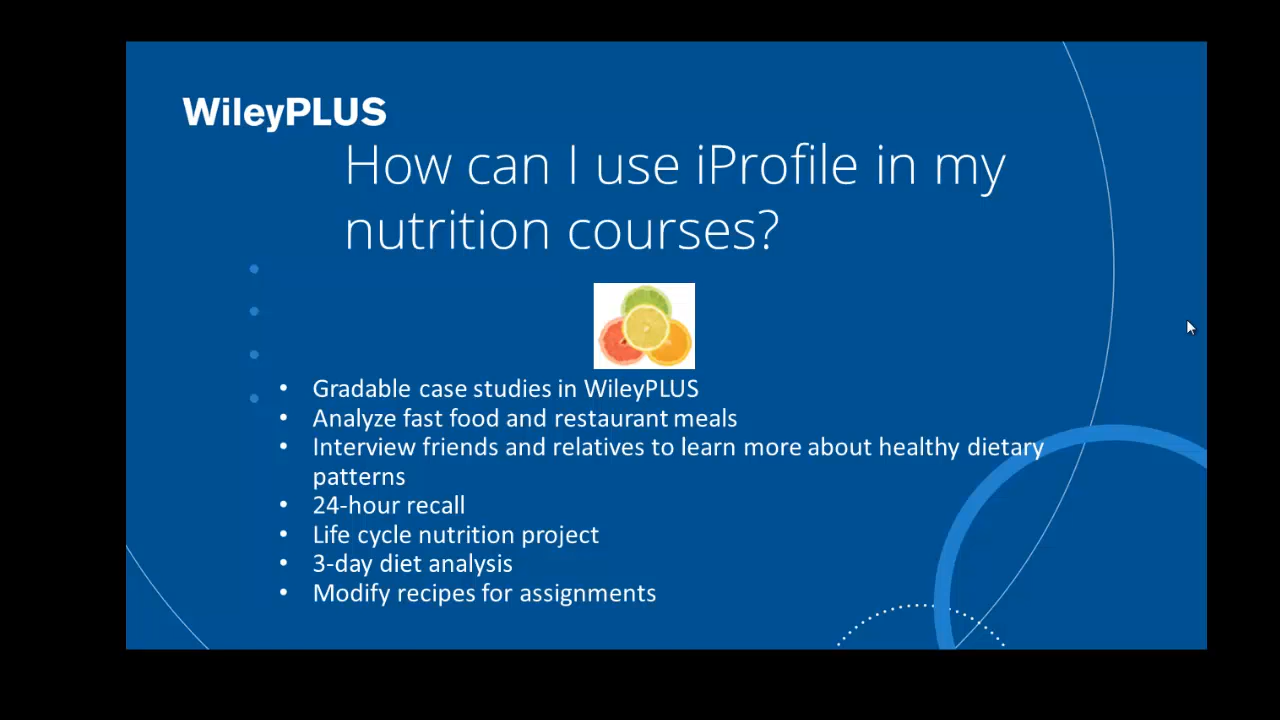 WileyPLUS
How can I use iProfile in my
nutrition courses?
• Gradable case studies in WileyPLUS
• Analyze fast food and restaurant meals
• Interview friends and relatives to learn more about healthy dietary
patterns
• 24-hour recall
• Life cycle nutrition project
• 3-day diet analysis
• Modify recipes for assignments